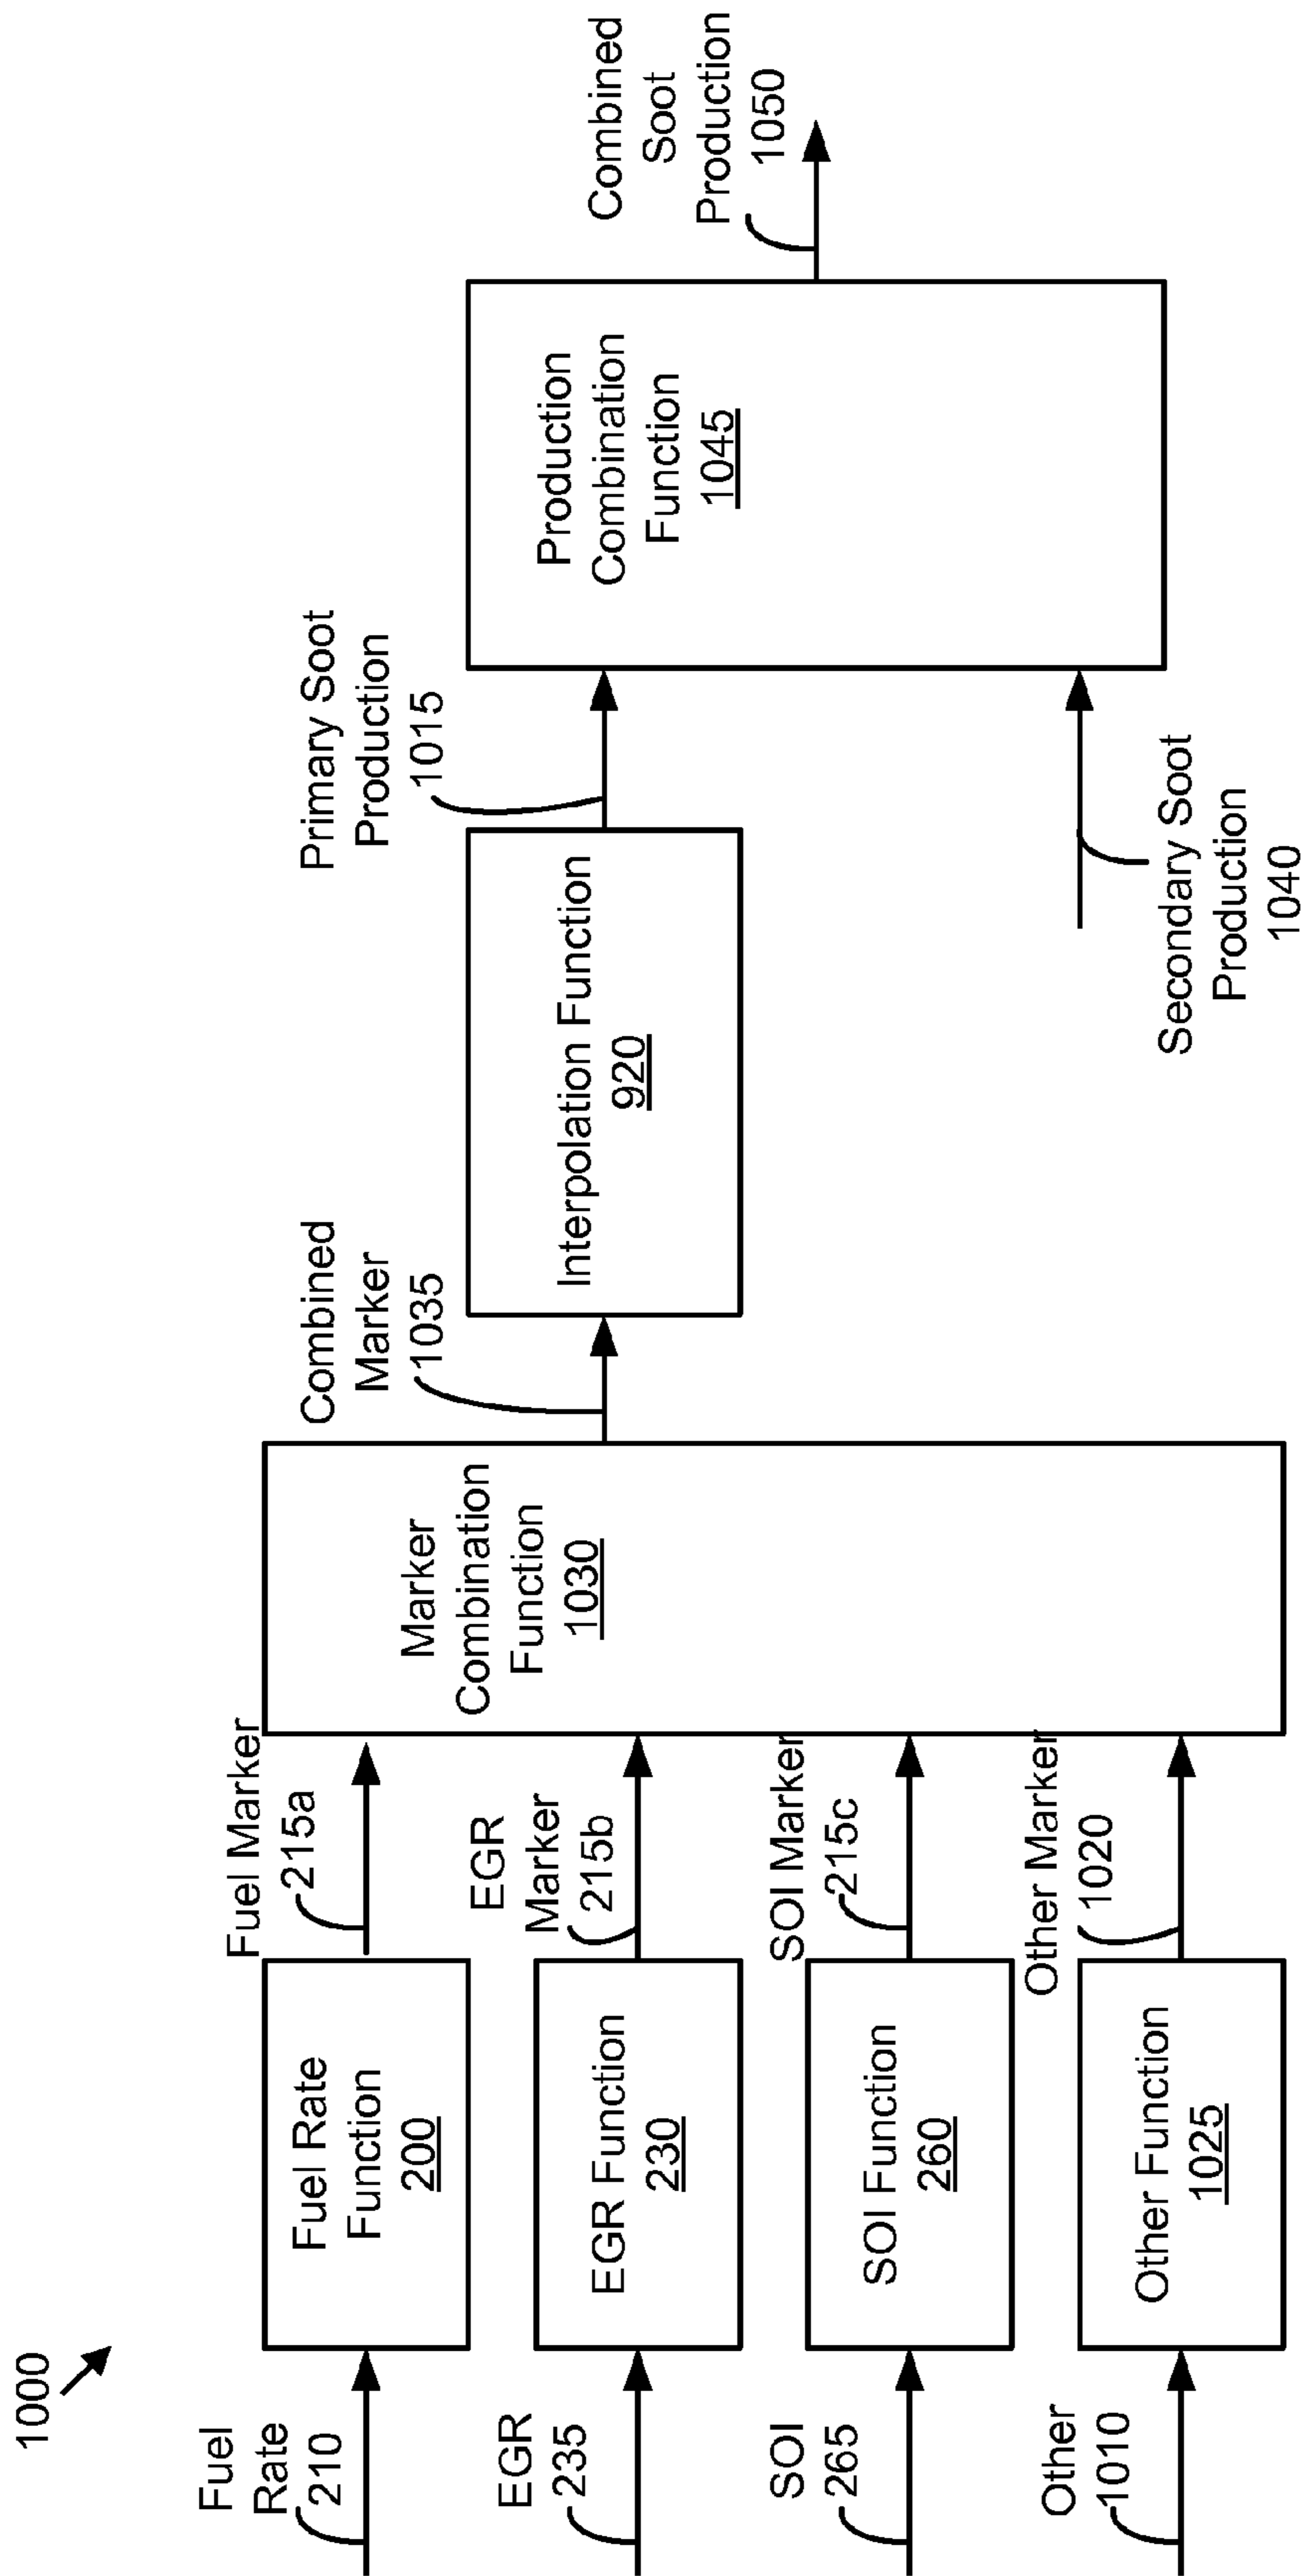 1000
Fuel
Rate
210
Fuel Rate
Function
200
Fuel Marker
215a
EGR
235
EGR Function
230
EGR
Marker
215b
SOI
265
SOI Function
260
SOI Marker
215c
Other
1010
Other Function
1025
Other Marker
1020
Marker
Combination
Function
1030
Combined
Marker
1035
Interpolation Function
920
Primary Soot
Production
1015
Secondary Soot
Production
1040
Production
Combination
Function
1045
Combined
Soot
Production
1050